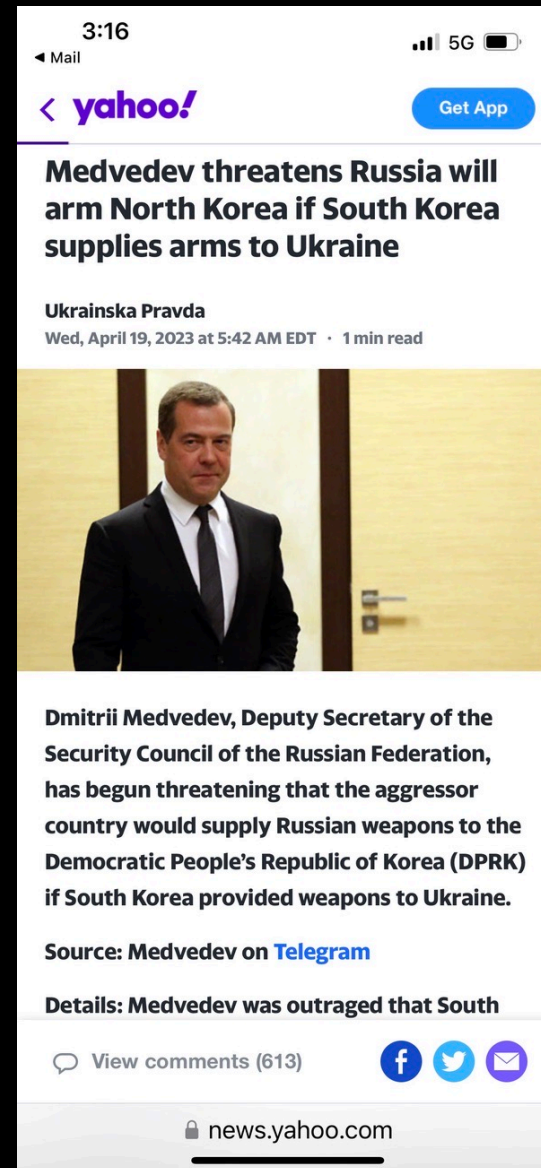 3:16
5G
◄ Mail
yahoo!
Get App
Medvedev threatens Russia will
arm North Korea if South Korea
supplies arms to Ukraine
Ukrainska Pravda
Wed, April 19, 2023 at 5:42 AM EDT · 1 min read
Dmitrii Medvedev, Deputy Secretary of the
Security Council of the Russian Federation,
has begun threatening that the aggressor
country would supply Russian weapons to the
Democratic People’s Republic of Korea (DPRK)
if South Korea provided weapons to Ukraine.
Source: Medvedev on Telegram
Details: Medvedev was outraged that South
View comments (613)
news.yahoo.com